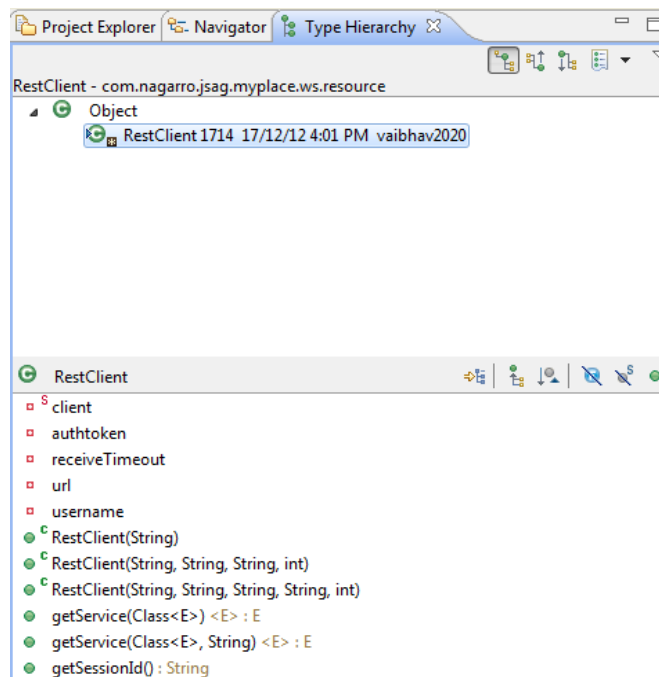 Project Explorer Navigator Type Hierarchy
RestClient - com.nagarro.jsag.myplace.ws.resource
Object
RestClient 1714 17/12/12 4:01 PM vaibhav2020
RestClient
S client
authtoken
receiveTimeout
url
username
C RestClient(String)
C RestClient(String, String, String, int)
C RestClient(String, String, String, String, int)
getService(Class<E>) <E> : E
getService(Class<E>, String) <E> : E
getSessionId() : String